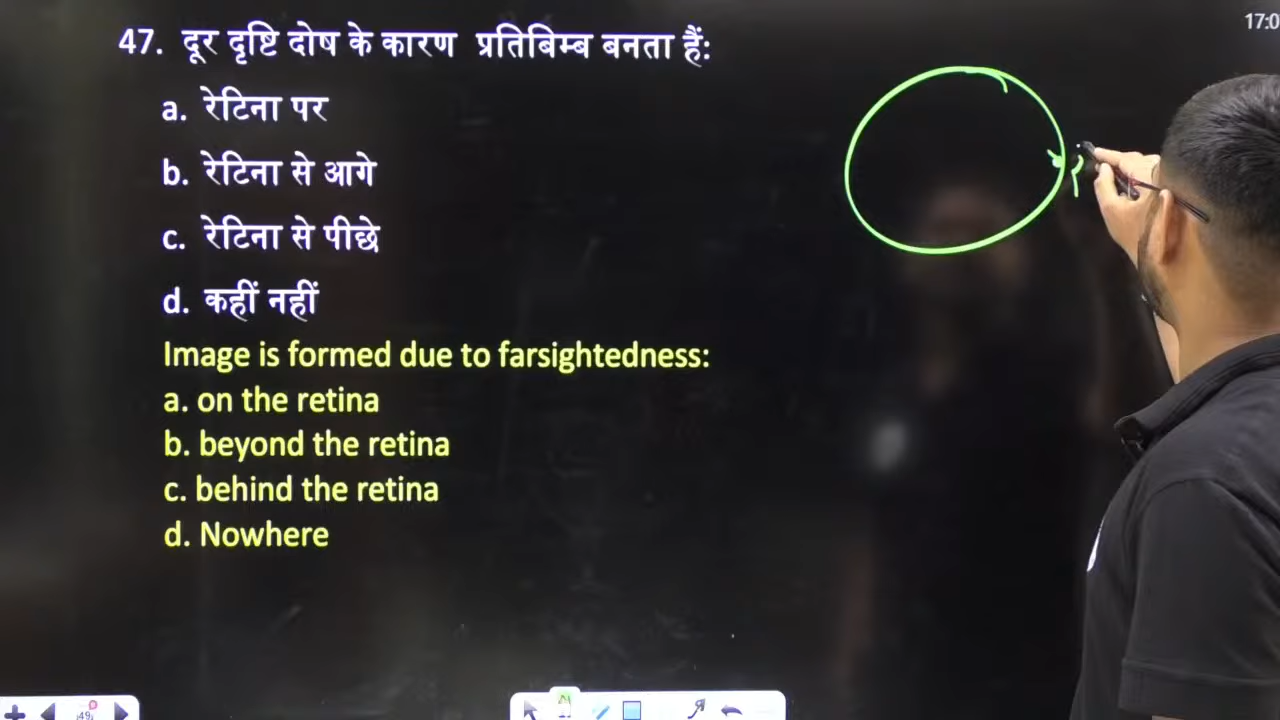 17:0
47. दूर दृष्टि दोष के कारण प्रतिबिम्ब बनता हैं:
a. रेटिना पर
b. रेटिना से आगे
c. रेटिना से पीछे
d. कहीं नहीं
Image is formed due to farsightedness:
a. on the retina
b. beyond the retina
c. behind the retina
d. Nowhere
49